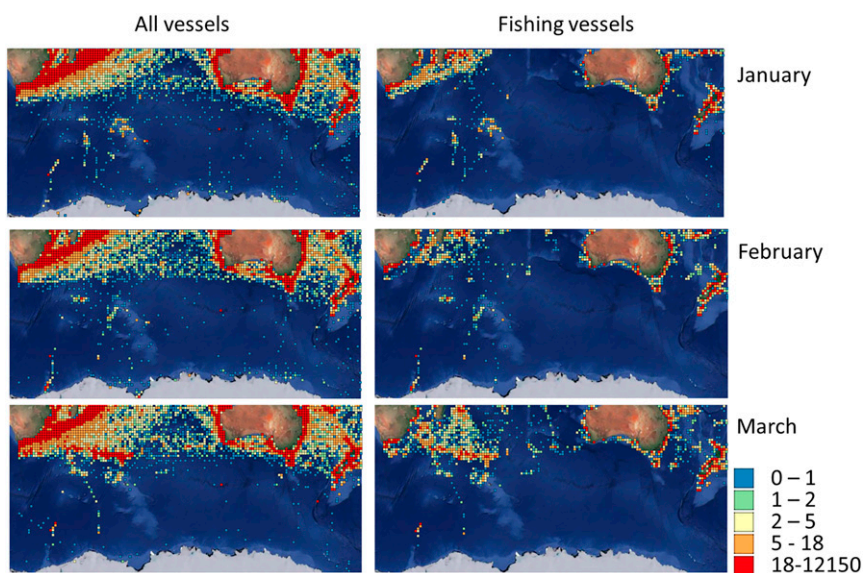 All vessels
Fishing vessels
January
February
March
0 – 1
1 – 2
2 – 5
5 - 18
18-12150